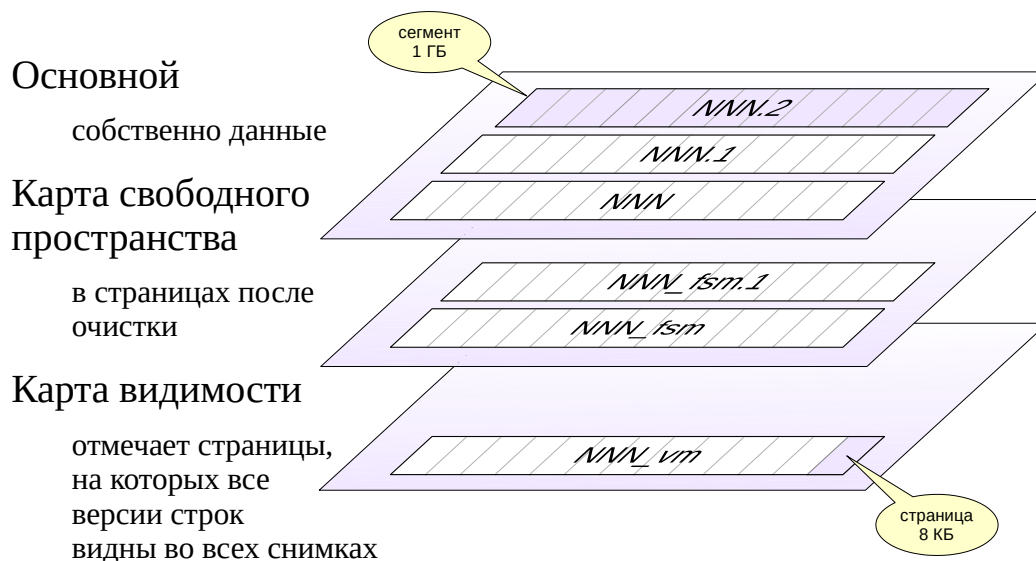 сегмент
1 ГБ
Основной
собственно данные
NNN.2
NNN.1
NNN
Карта свободного
пространства
в страницах после
очистки
NNN_fsm.1
NNN_fsm
Карта видимости
отмечает страницы,
на которых все
версии строк
видны во всех снимках
NNN_vm
страница
8 КБ